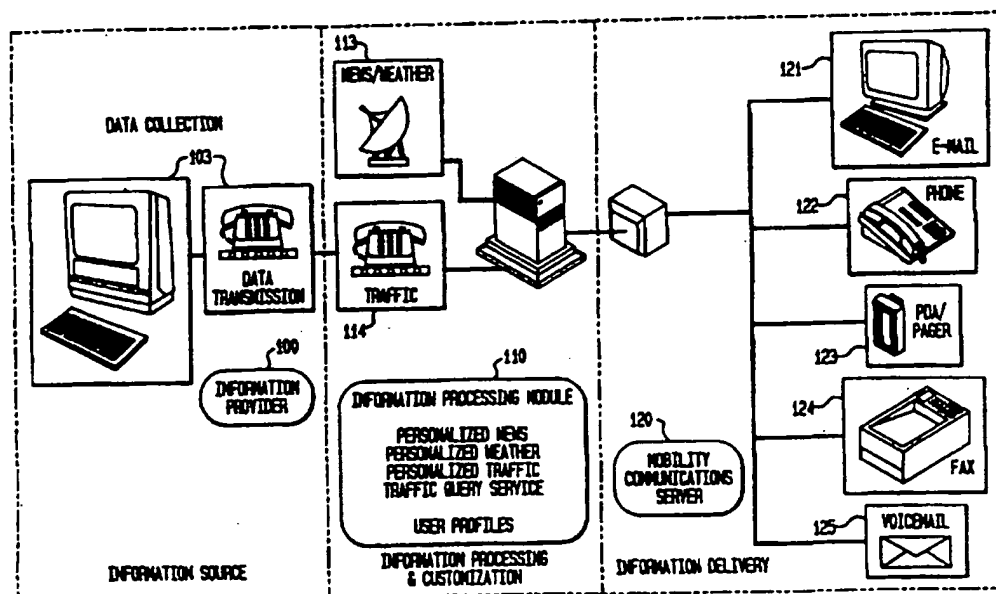 DATA COLLECTION
103
DATA
TRANSMISSION
100
INFORMATION
PROVIDER
INFORMATION SOURCE
113
NEWS/WEATHER
TRAFFIC
114
110
INFORMATION PROCESSING MODULE
PERSONALIZED NEWS
PERSONALIZED WEATHER
PERSONALIZED TRAFFIC
TRAFFIC QUERY SERVICE
USER PROFILES
INFORMATION PROCESSING
& CUSTOMIZATION
120
MOBILITY
COMMUNICATIONS
SERVER
INFORMATION DELIVERY
121
E-MAIL
122
PHONE
PDA/
PAGER
123
124
FAX
125
VOICEMAIL